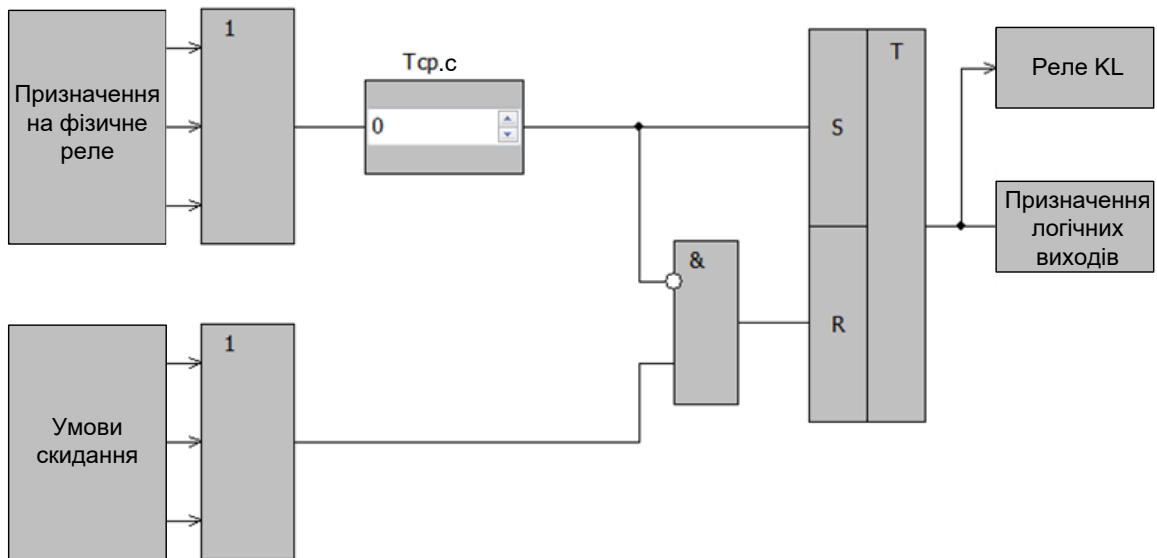 Призначення
на фізичне
реле
1
Тср.с
0
S
T
R
&
Реле KL
Призначення
логічних
виходів
Умови
скидання
1